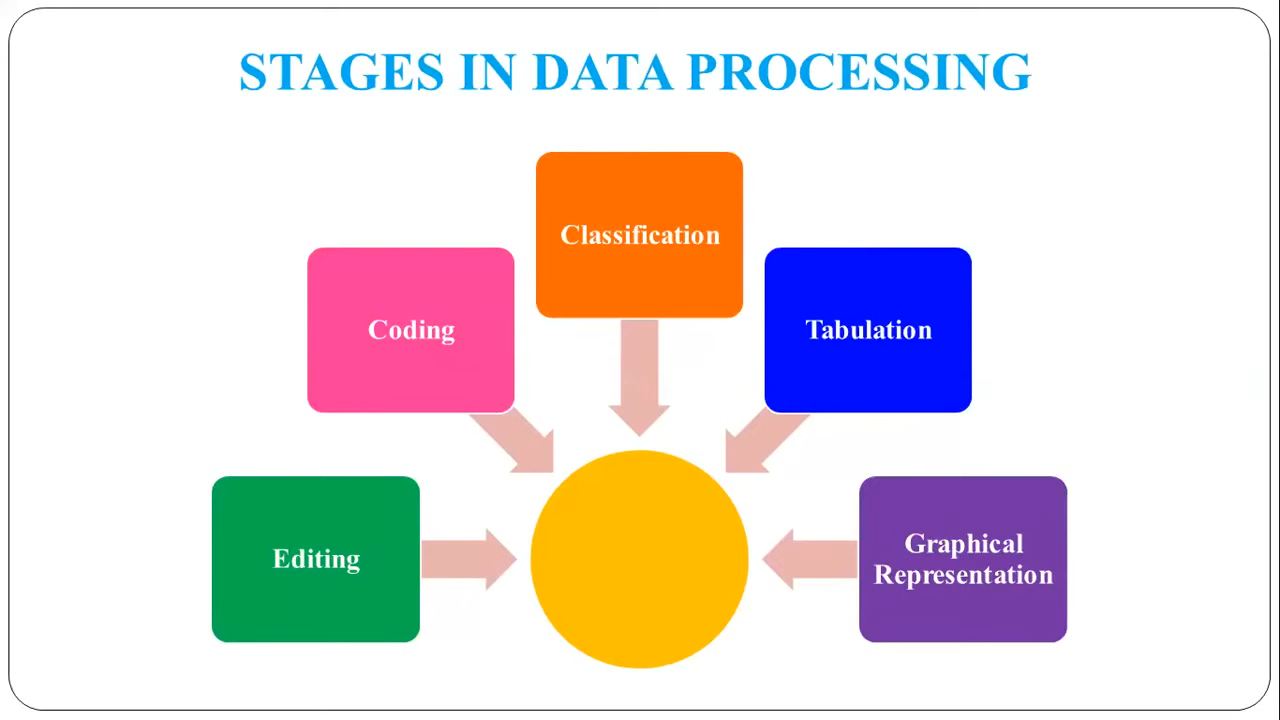 STAGES IN DATA PROCESSING
Classification
Coding
Tabulation
Editing
Graphical
Representation